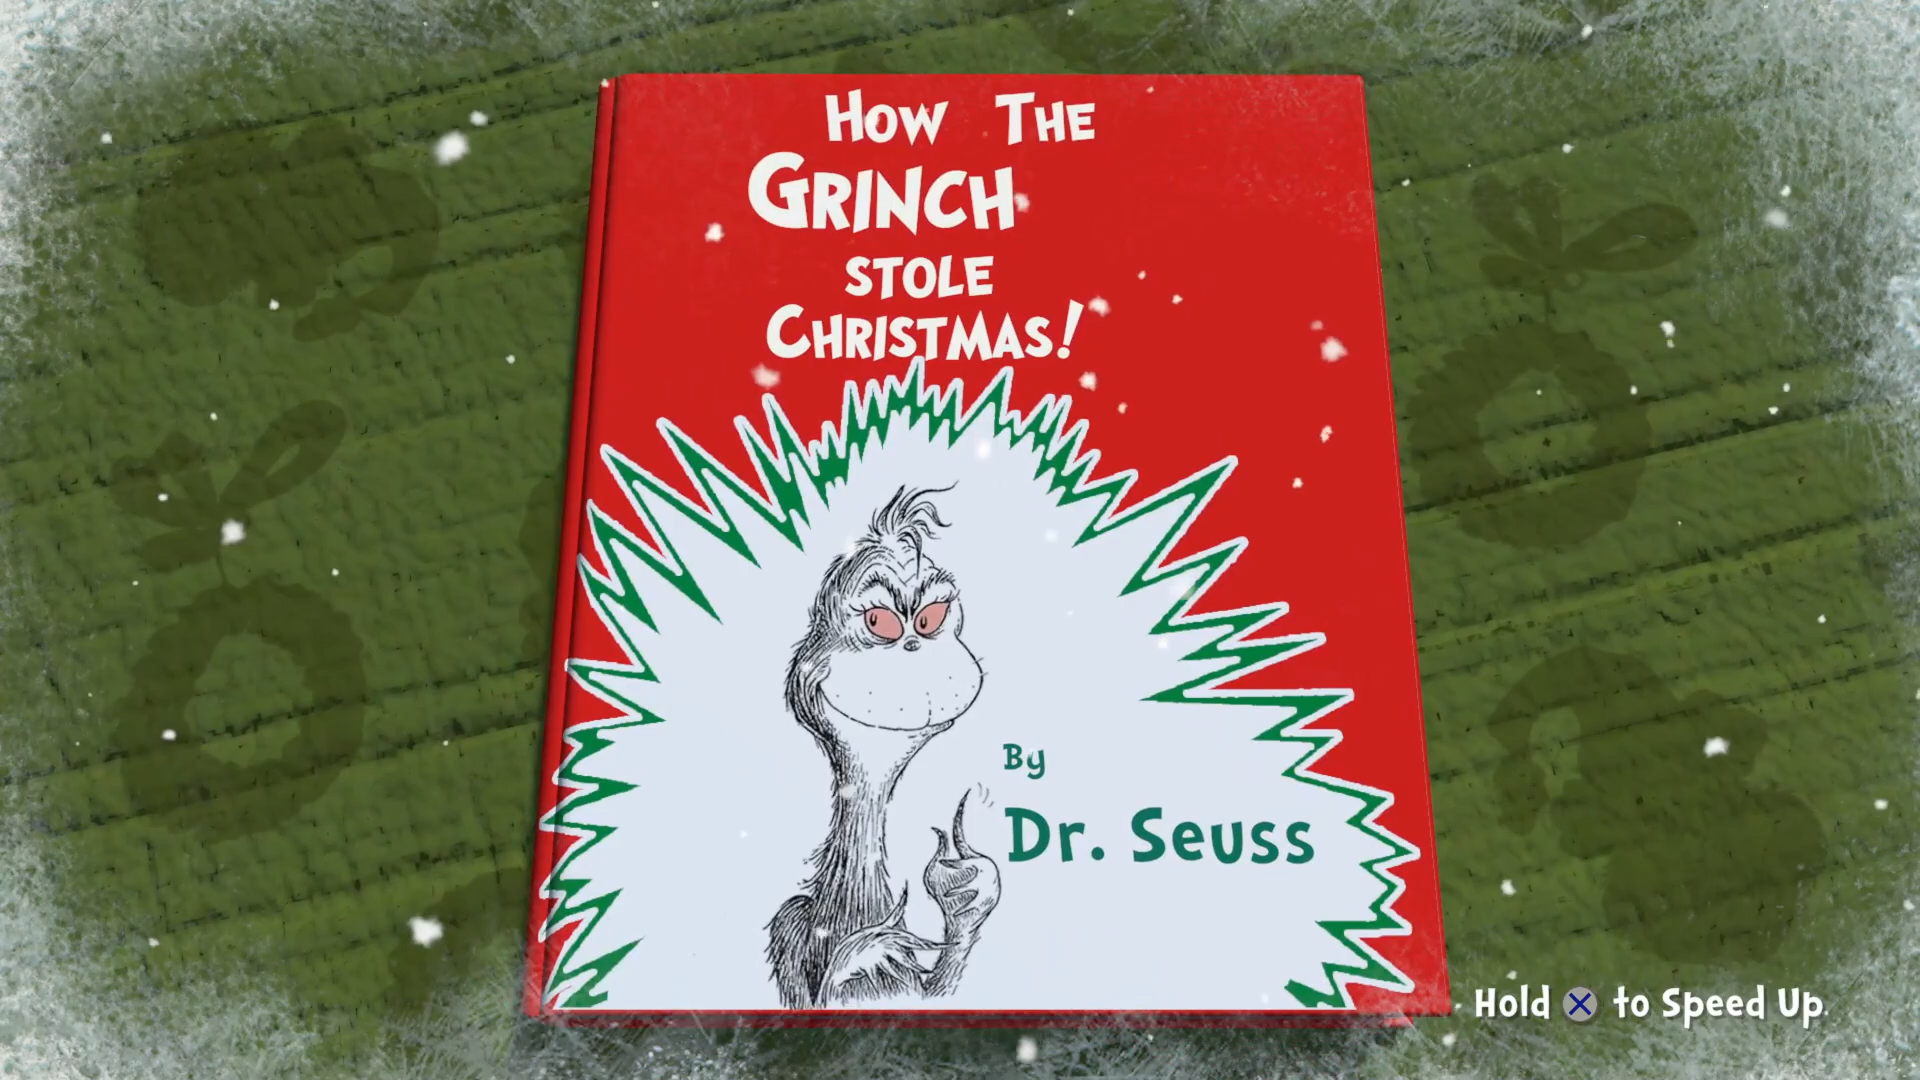 How The
Grinch
stole
Christmas!
By
Dr. Seuss
Hold ⓧ to Speed Up.